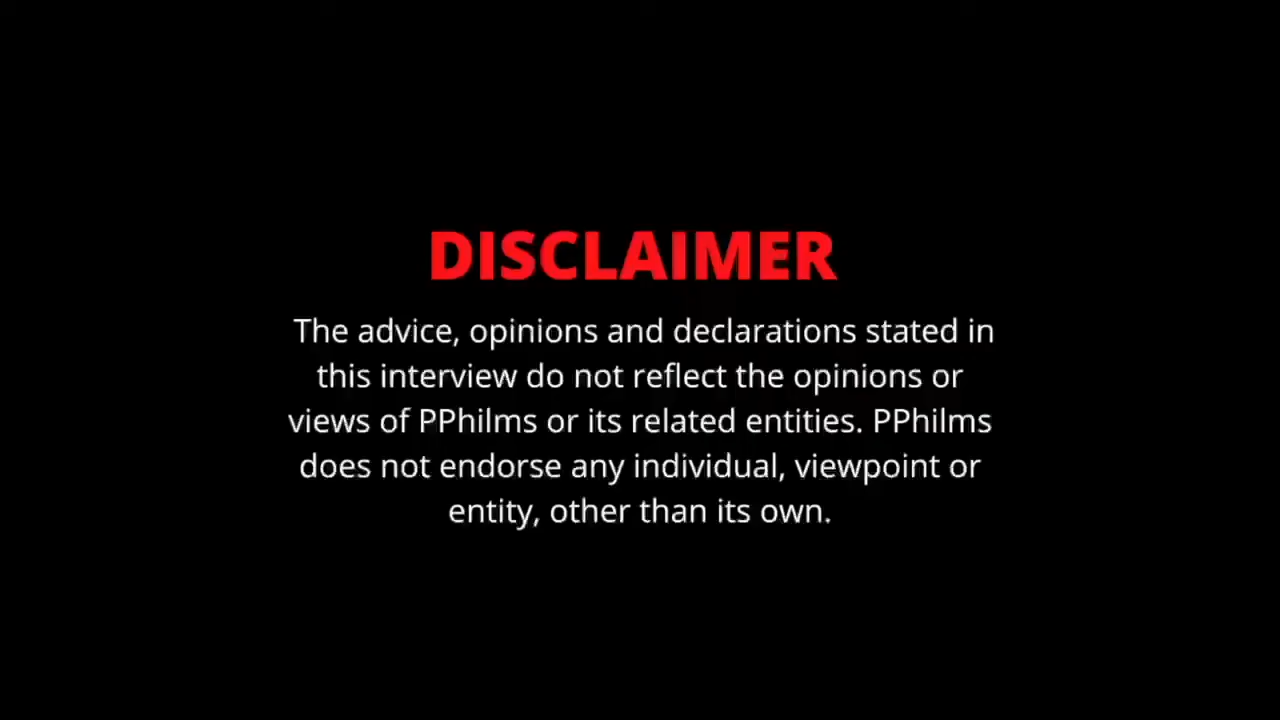 DISCLAIMER
The advice, opinions and declarations stated in
this interview do not reflect the opinions or
views of PPhilms or its related entities. PPhilms
does not endorse any individual, viewpoint or
entity, other than its own.